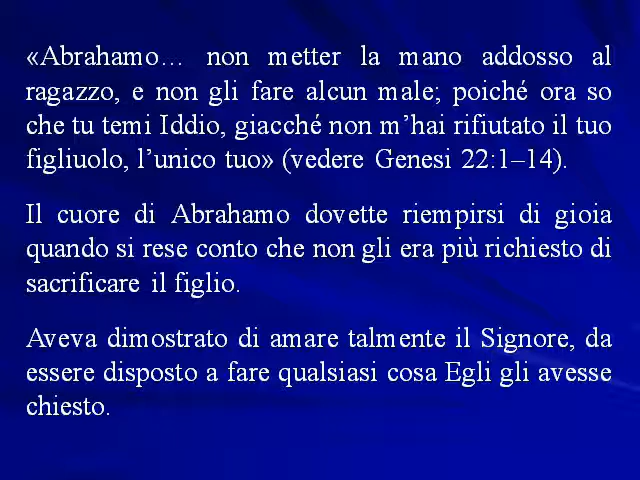 «Abrahamo… non metter la mano addosso al
ragazzo, e non gli fare alcun male; poiché ora so
che tu temi Iddio, giacché non m’hai rifiutato il tuo
figliuolo, l’unico tuo» (vedere Genesi 22:1–14).
Il cuore di Abrahamo dovette riempirsi di gioia
quando si rese conto che non gli era più richiesto di
sacrificare il figlio.
Aveva dimostrato di amare talmente il Signore, da
essere disposto a fare qualsiasi cosa Egli gli avesse
chiesto.